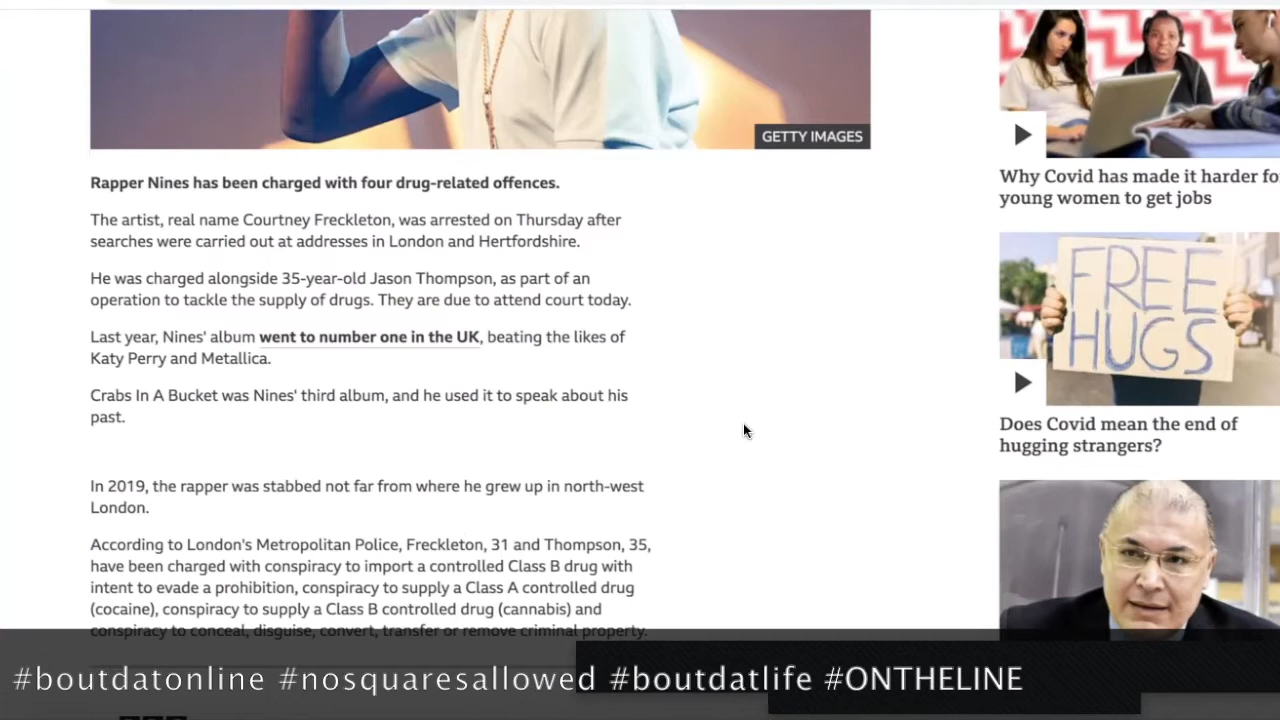 GETTY IMAGES
Rapper Nines has been charged with four drug-related offences.
The artist, real name Courtney Freckleton, was arrested on Thursday after
searches were carried out at addresses in London and Hertfordshire.
He was charged alongside 35-year-old Jason Thompson, as part of an
operation to tackle the supply of drugs. They are due to attend court today.
Last year, Nines' album went to number one in the UK, beating the likes of
Katy Perry and Metallica.
Crabs In A Bucket was Nines' third album, and he used it to speak about his
past.
In 2019, the rapper was stabbed not far from where he grew up in north-west
London.
According to London's Metropolitan Police, Freckleton, 31 and Thompson, 35,
have been charged with conspiracy to import a controlled Class B drug with
intent to evade a prohibition, conspiracy to supply a Class A controlled drug
(cocaine), conspiracy to supply a Class B controlled drug (cannabis) and
conspiracy to conceal, disguise, convert, transfer or remove criminal property.
Why Covid has made it harder fo
young women to get jobs
FREE
HUGS
Does Covid mean the end of
hugging strangers?
#boutdatonline #nosquaresallowed #boutdatlife #ONTHELINE